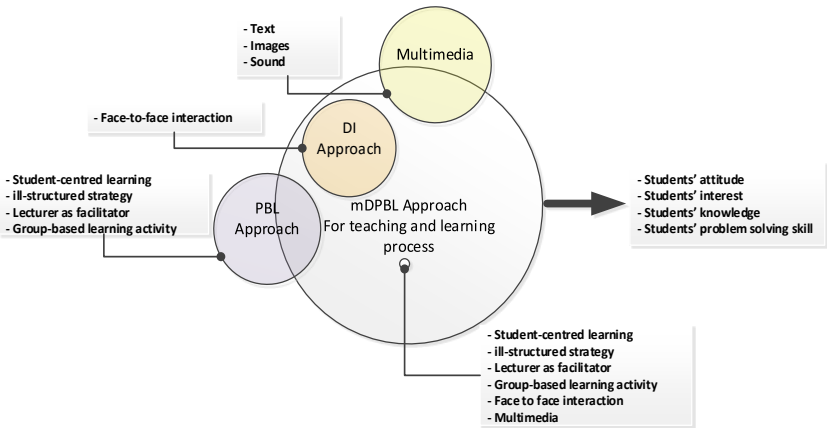 - Text
- Images
- Sound
Multimedia
- Face-to-face interaction
DI
Approach
- Student-centred learning
- ill-structured strategy
- Lecturer as facilitator
- Group-based learning activity
PBL
Approach
mDPBL Approach
For teaching and learning
process
- Students' attitude
- Students' interest
- Students' knowledge
- Students' problem solving skill
- Student-centred learning
- ill-structured strategy
- Lecturer as facilitator
- Group-based learning activity
- Face to face interaction
- Multimedia